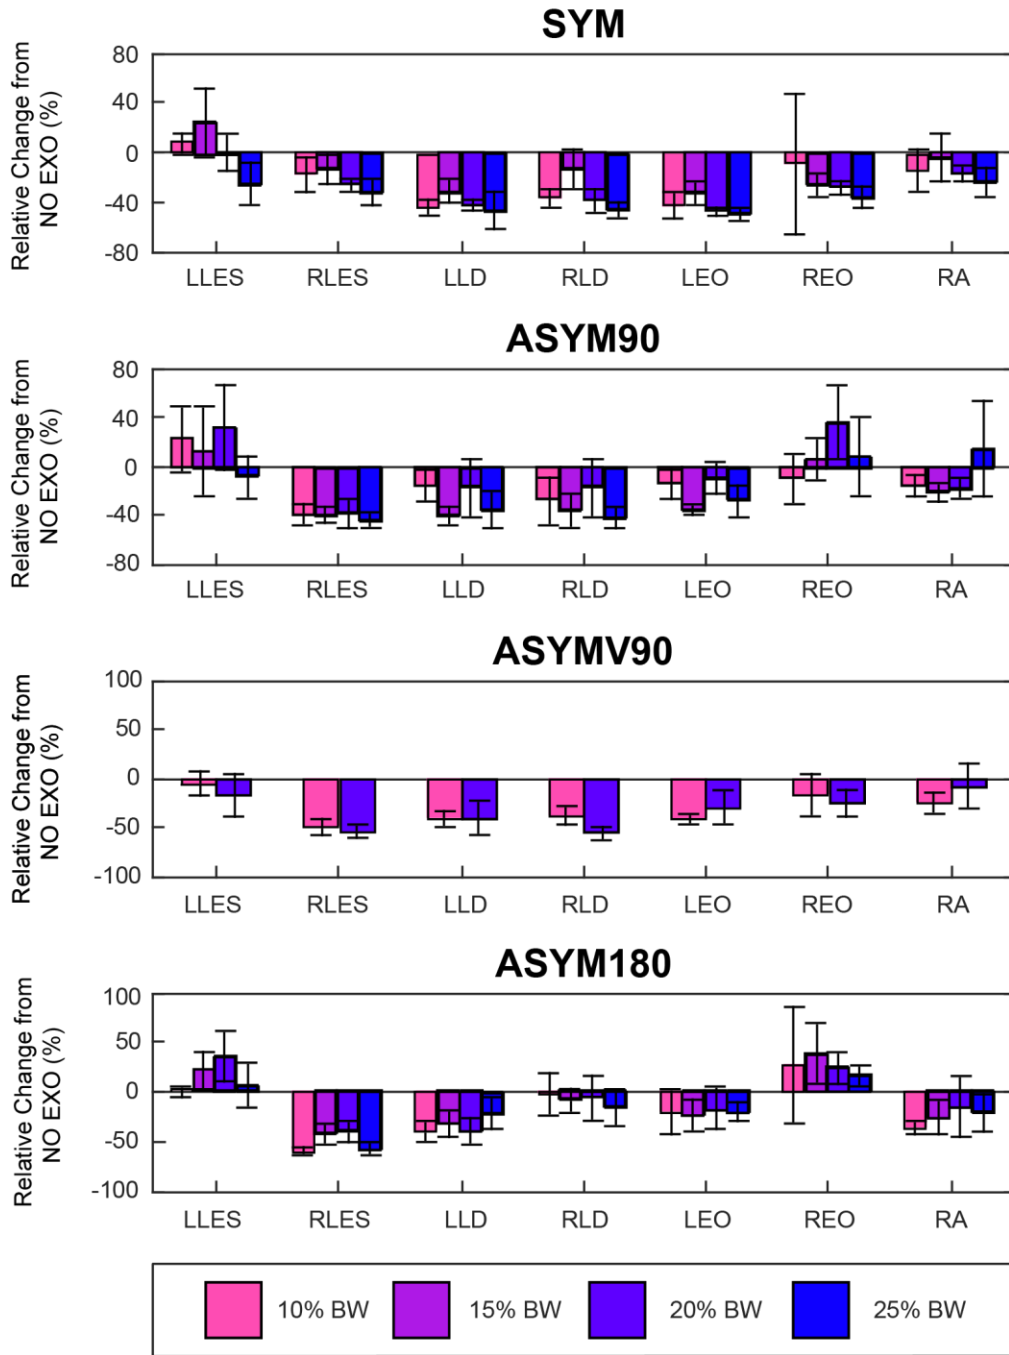 SYM
Relative Change from
NO EXO (%)
80
40
0
-40
-80
LLES RLES LLD RLD LEO REO RA
ASYM90
Relative Change from
NO EXO (%)
80
40
0
-40
-80
LLES RLES LLD RLD LEO REO RA
ASYMV90
Relative Change from
NO EXO (%)
100
50
0
-50
-100
LLES RLES LLD RLD LEO REO RA
ASYM180
Relative Change from
NO EXO (%)
100
50
0
-50
-100
LLES RLES LLD RLD LEO REO RA
10% BW 15% BW 20% BW 25% BW